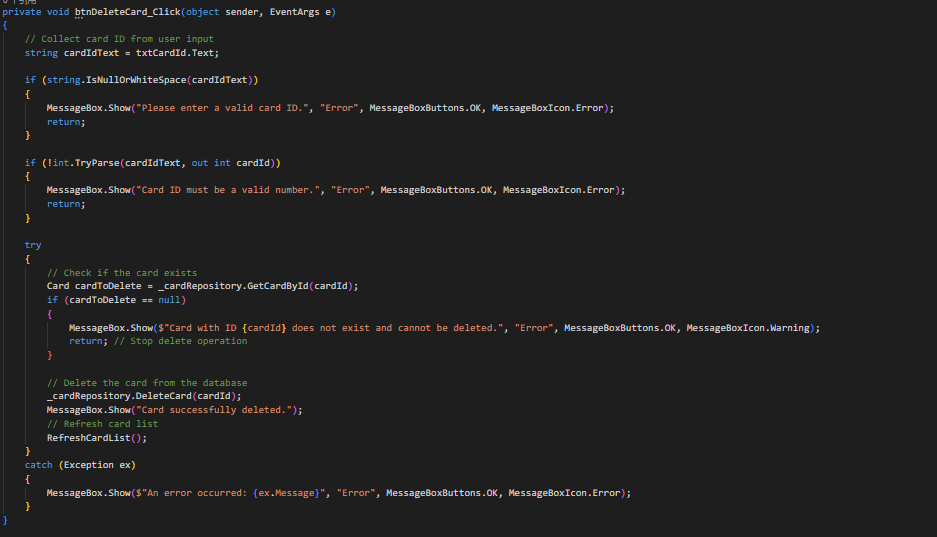 private void btnDeleteCard_Click(object sender, EventArgs e)
{
// Collect card ID from user input
string cardIdText = txtCardId.Text;
if (string.IsNullOrWhiteSpace(cardIdText))
{
MessageBox.Show("Please enter a valid card ID.", "Error", MessageBoxButtons.OK, MessageBoxIcon.Error);
return;
}
if (!int.TryParse(cardIdText, out int cardId))
{
MessageBox.Show("Card ID must be a valid number.", "Error", MessageBoxButtons.OK, MessageBoxIcon.Error);
return;
}
try
{
// Check if the card exists
Card cardToDelete = _cardRepository.GetCardById(cardId);
if (cardToDelete == null)
{
MessageBox.Show($"Card with ID {cardId} does not exist and cannot be deleted.", "Error", MessageBoxButtons.OK, MessageBoxIcon.Warning);
return; // Stop delete operation
}
// Delete the card from the database
_cardRepository.DeleteCard(cardId);
MessageBox.Show("Card successfully deleted.");
// Refresh card list
RefreshCardList();
}
catch (Exception ex)
{
MessageBox.Show($"An error occurred: {ex.Message}", "Error", MessageBoxButtons.OK, MessageBoxIcon.Error);
}
}